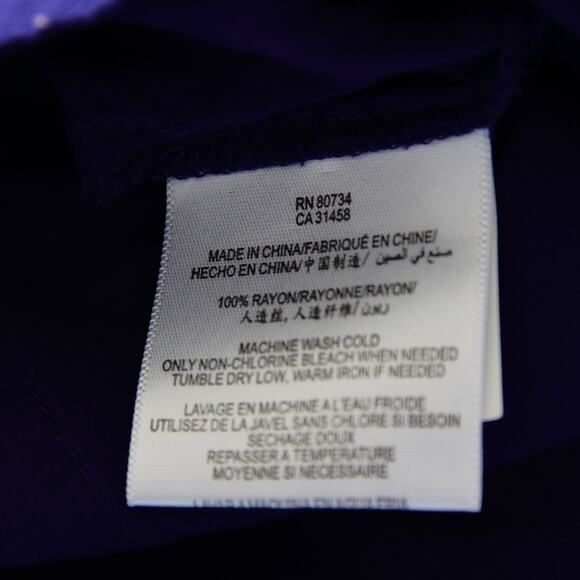 RN 80734
CA 31458
MADE IN CHINA/FABRIQUÉ EN CHINE/
HECHO EN CHINA/中国制造/ صنع في الصين
100% RAYON/RAYONNE/RAYON/
人造丝, 人造纤维/ رايون
MACHINE WASH COLD
ONLY NON-CHLORINE BLEACH WHEN NEEDED
TUMBLE DRY LOW, WARM IRON IF NEEDED
LAVAGE EN MACHINE A L'EAU FROIDE
UTILISEZ DE LA JAVEL SANS CHLORE SI BESOIN
SECHAGE DOUX
REPASSER A TEMPERATURE
MOYENNE SI NECESSAIRE